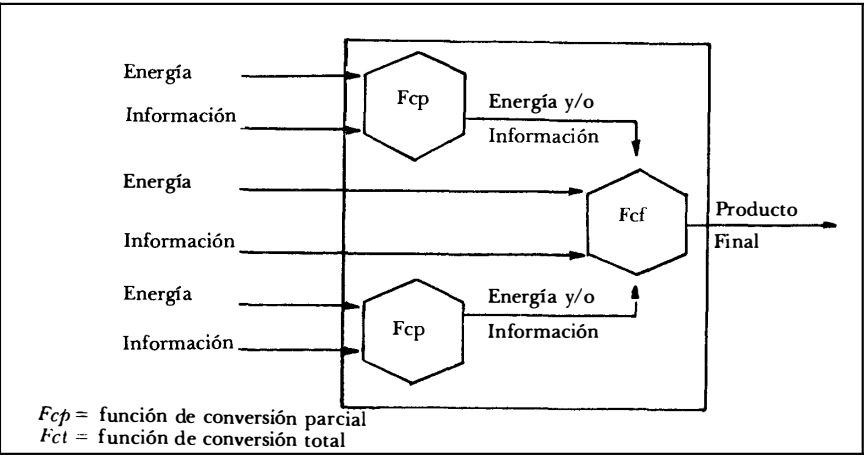 Energía
Información
Fcp
Energía y/o
Información
Energía
Información
Fcf
Producto
Final
Energía
Información
Fcp
Energía y/o
Información
Fcp = función de conversión parcial
Fct = función de conversión total